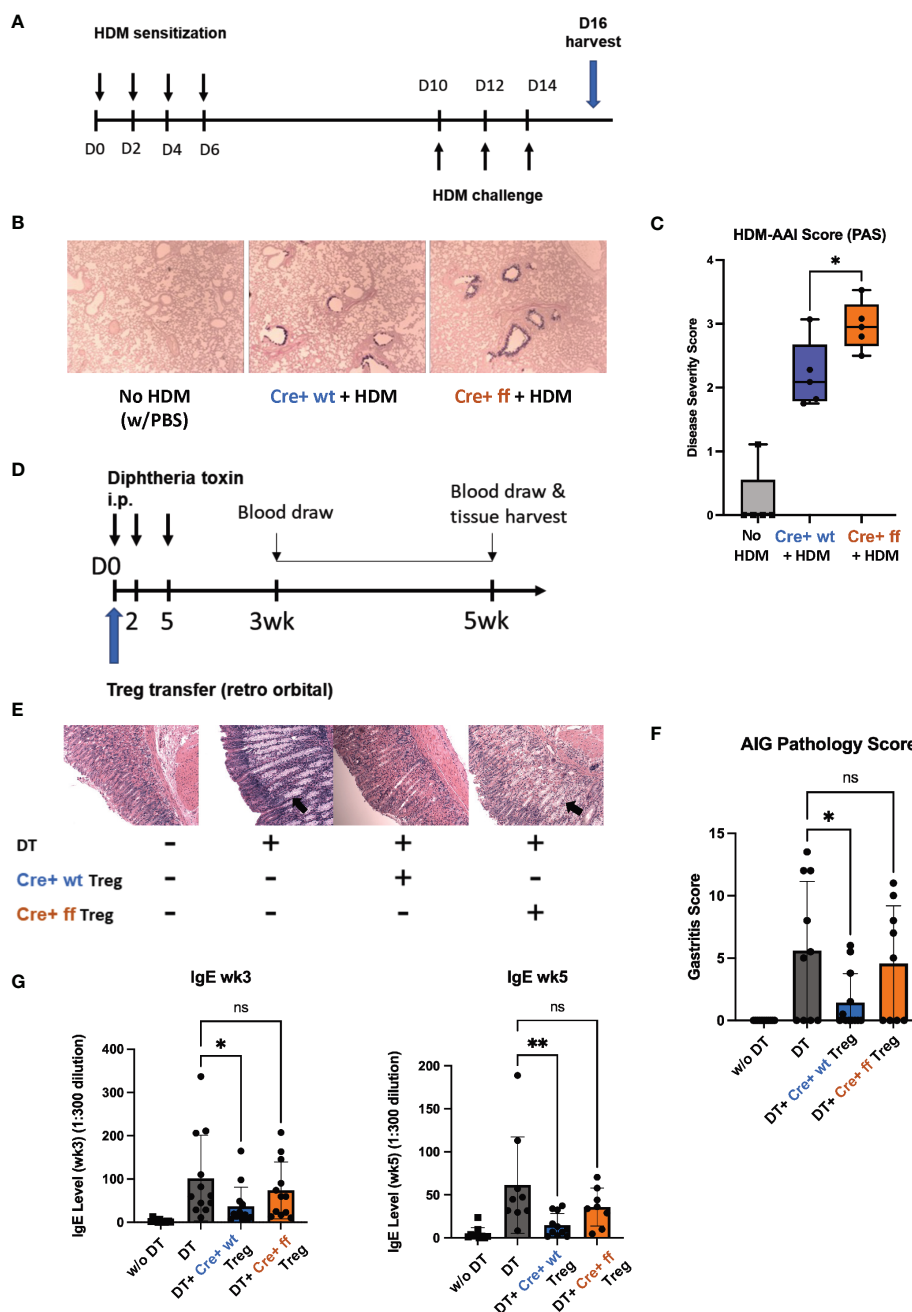 A
HDM sensitization
D16
harvest
D10
D12
D14
D0
D2
D4
D6
HDM challenge
B
No HDM
(w/PBS)
Cre+ wt + HDM
Cre+ ff + HDM
C
HDM-AAI Score (PAS)
Disease Severity Score
4
3
2
1
0
*
No
HDM
Cre+ wt
+ HDM
Cre+ ff
+ HDM
D
Diphtheria toxin
i.p.
Blood draw
Blood draw &
tissue harvest
D0
2
5
3wk
5wk
Treg transfer (retro orbital)
E
DT - + + +
Cre+ wt Treg - - + -
Cre+ ff Treg - - - +
F
AIG Pathology Score
ns
*
Gastritis Score
15
10
5
0
w/o DT
DT
DT+ Cre+ wt Treg
DT+ Cre+ ff Treg
G
IgE wk3
ns
*
IgE Level (wk3) (1:300 dilution)
400
300
200
100
0
w/o DT
DT
DT+ Cre+ wt
Treg
DT+ Cre+ ff
Treg
IgE wk5
ns
**
IgE Level (wk5) (1:300 dilution)
200
150
100
50
0
w/o DT
DT
DT+ Cre+ wt
Treg
DT+ Cre+ ff
Treg